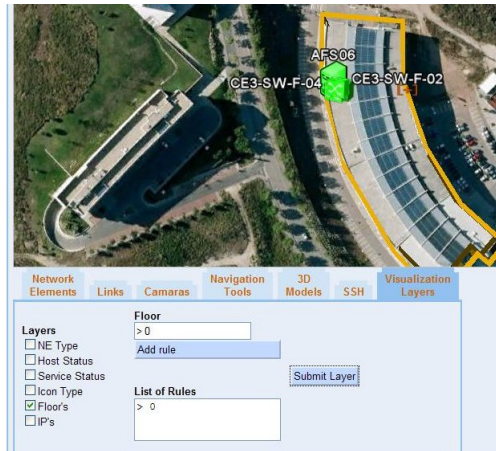 AFS06
CE3-SW-F-04
CE3-SW-F-02
Network Elements
Links
Camaras
Navigation Tools
3D Models
SSH
Visualization Layers
Layers
NE Type
Host Status
Service Status
Icon Type
Floor's
IP's
Floor
> 0
Add rule
Submit Layer
List of Rules
> 0